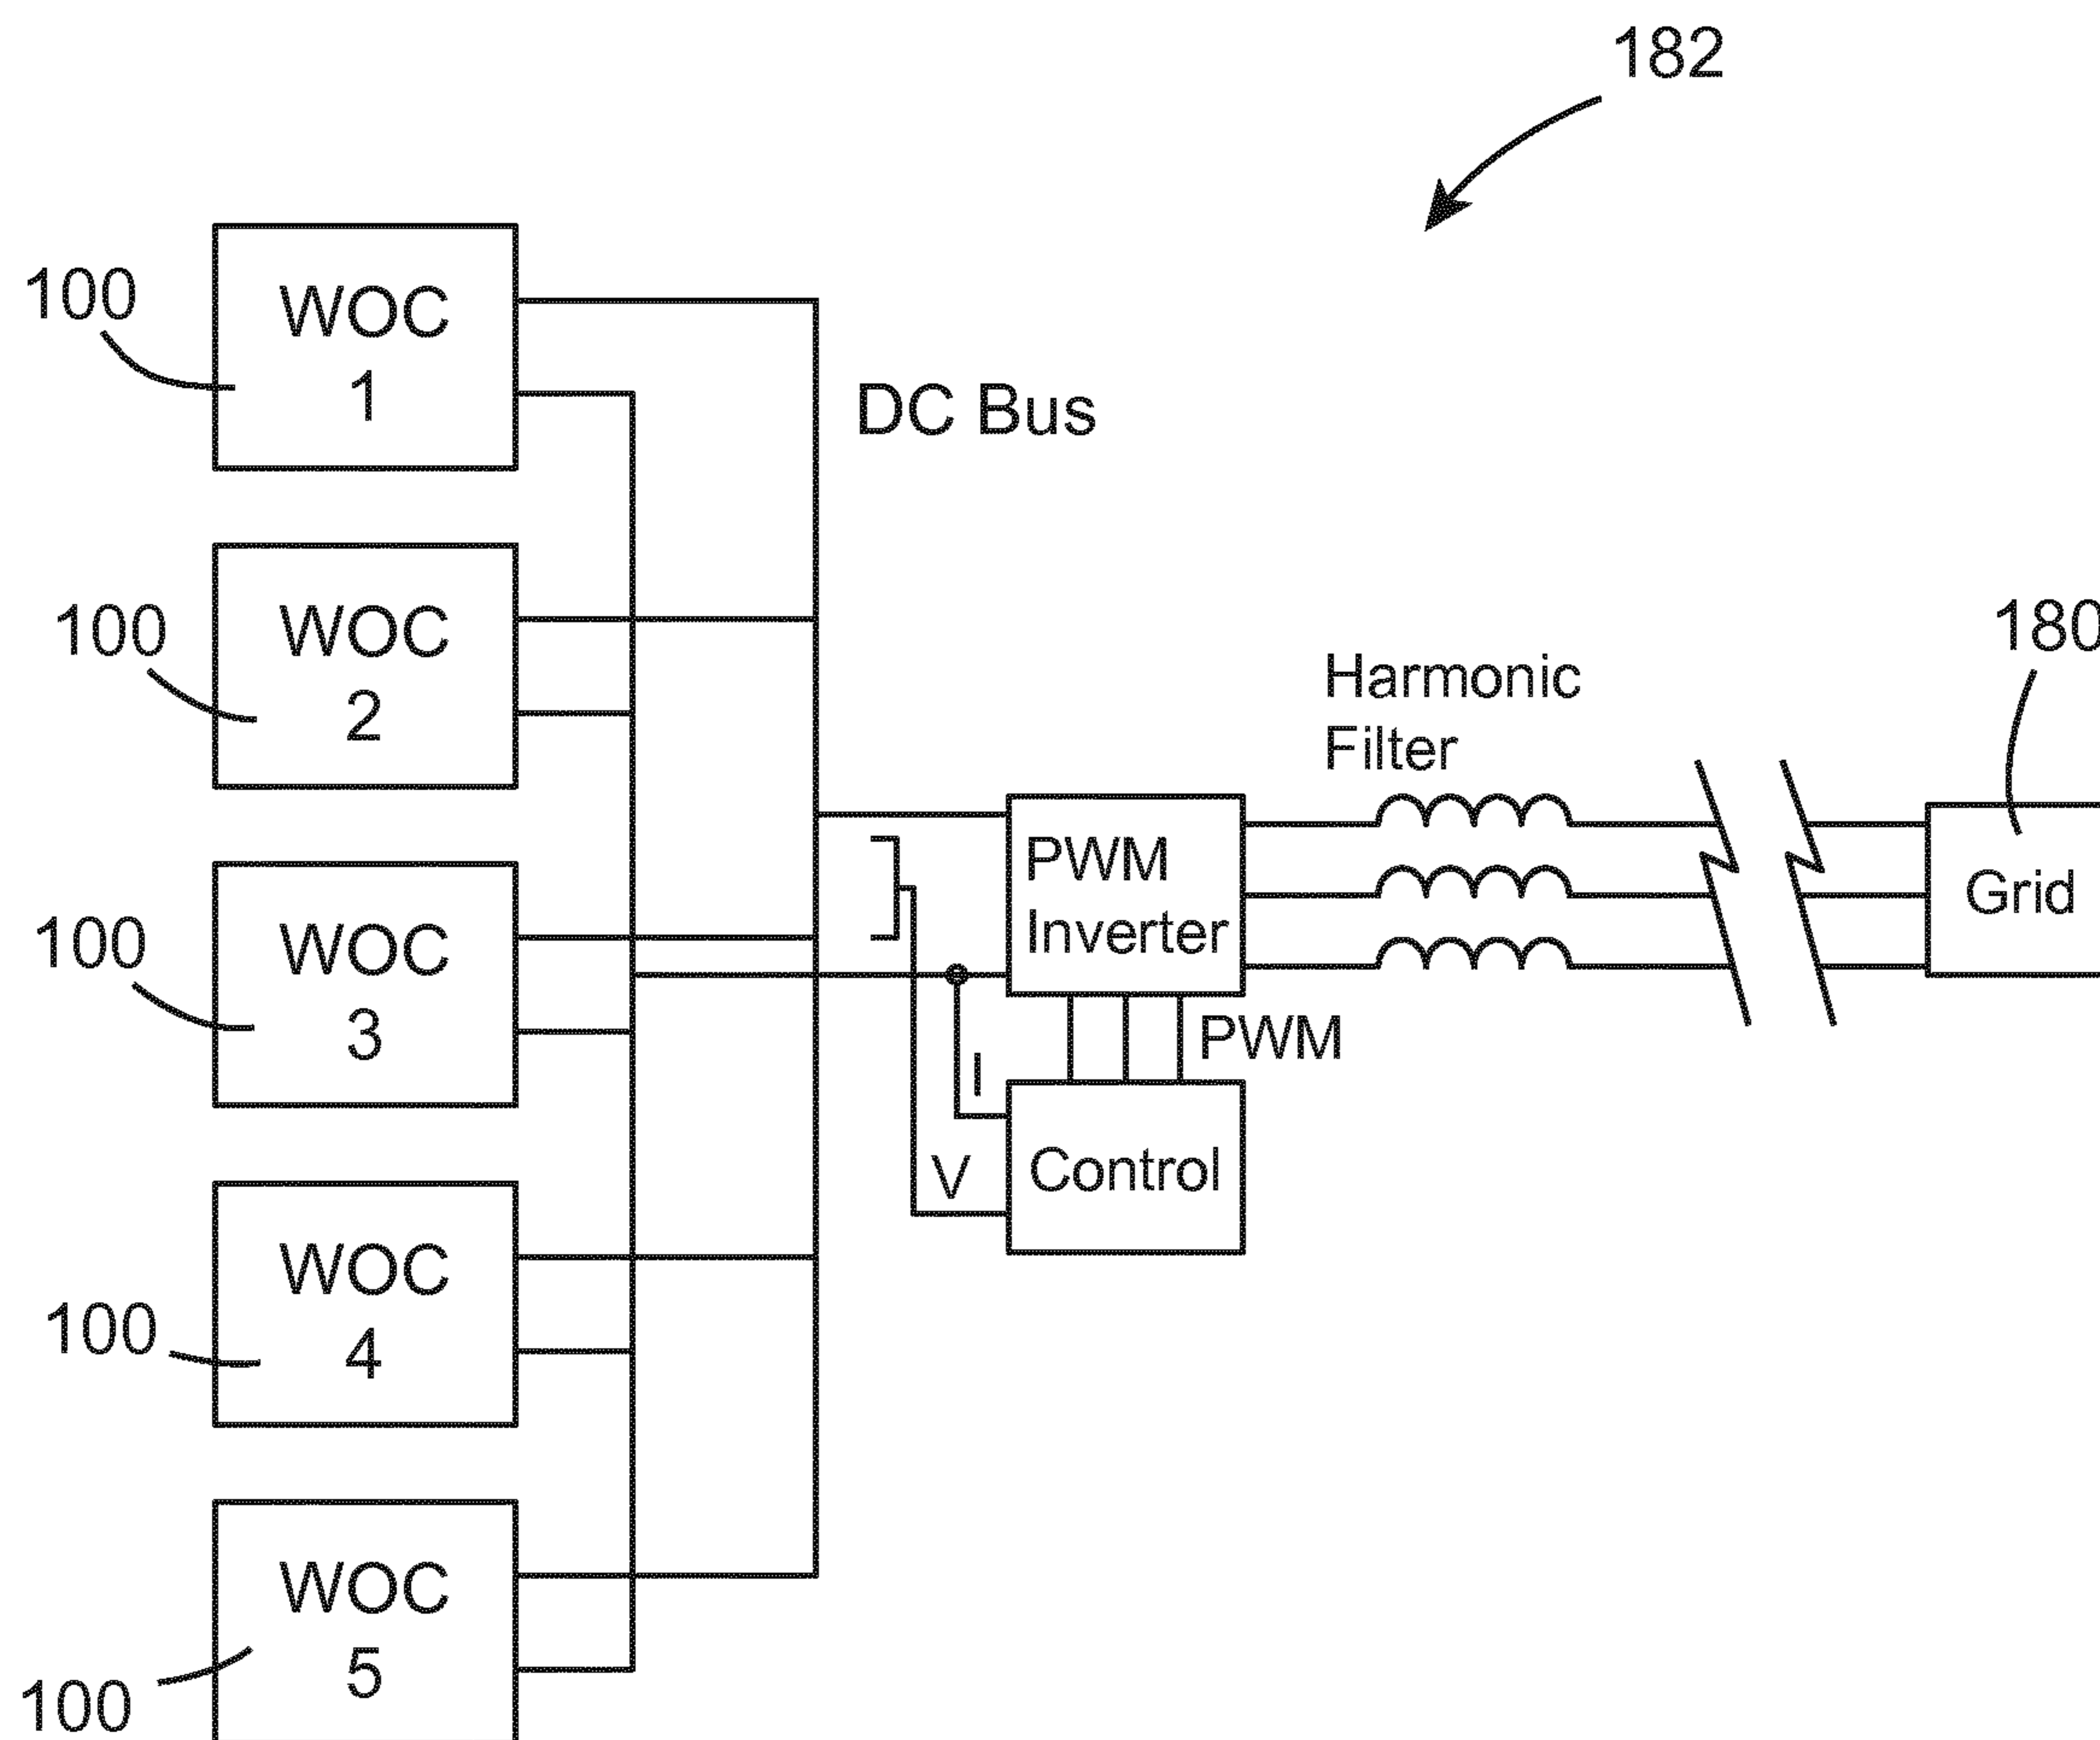 182
100
WOC
1
DC Bus
100
WOC
2
180
Harmonic
Filter
100
WOC
3
PWM
Inverter
Grid
PWM
I
V
Control
100
WOC
4
100
WOC
5